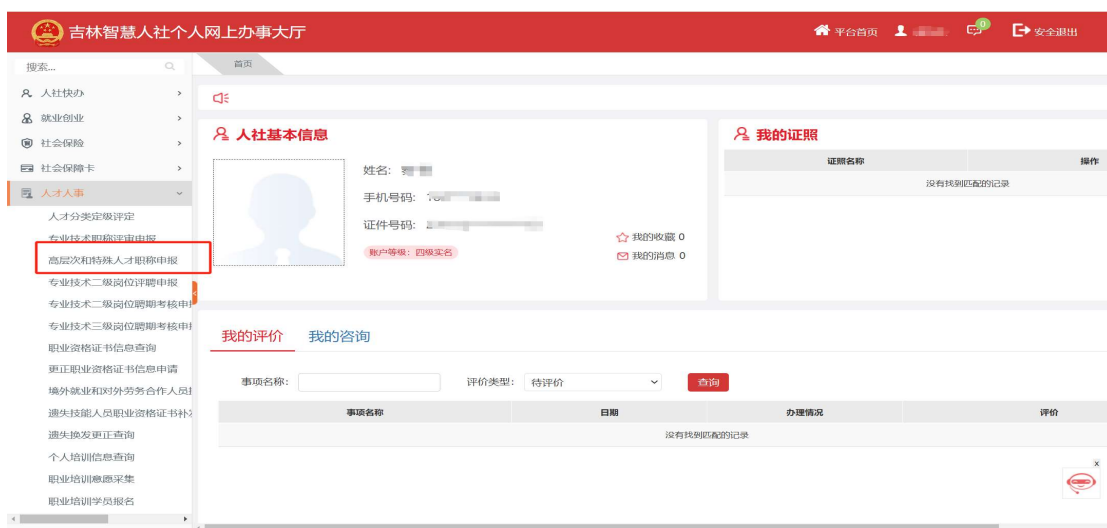 吉林智慧人社个人网上办事大厅
平台首页
0
安全退出
搜索...
首页
人社快办
就业创业
社会保险
社会保障卡
人才人事
人才分类定级评定
专业技术职称评审申报
高层次和特殊人才职称申报
专业技术二级岗位评聘申报
专业技术二级岗位聘期考核申
专业技术三级岗位聘期考核申
职业资格证书信息查询
更正职业资格证书信息申请
境外就业和对外劳务合作人员
遗失技能人员职业资格证书补
遗失换发更正查询
个人培训信息查询
职业培训意愿采集
职业培训学员报名
人社基本信息
姓名：
手机号码：
证件号码：
账户等级：四级实名
我的收藏 0
我的消息 0
我的证照
证照名称 操作
没有找到匹配的记录
我的评价 我的咨询
事项名称： 评价类型： 待评价 查询
事项名称 日期 办理情况 评价
没有找到匹配的记录
x